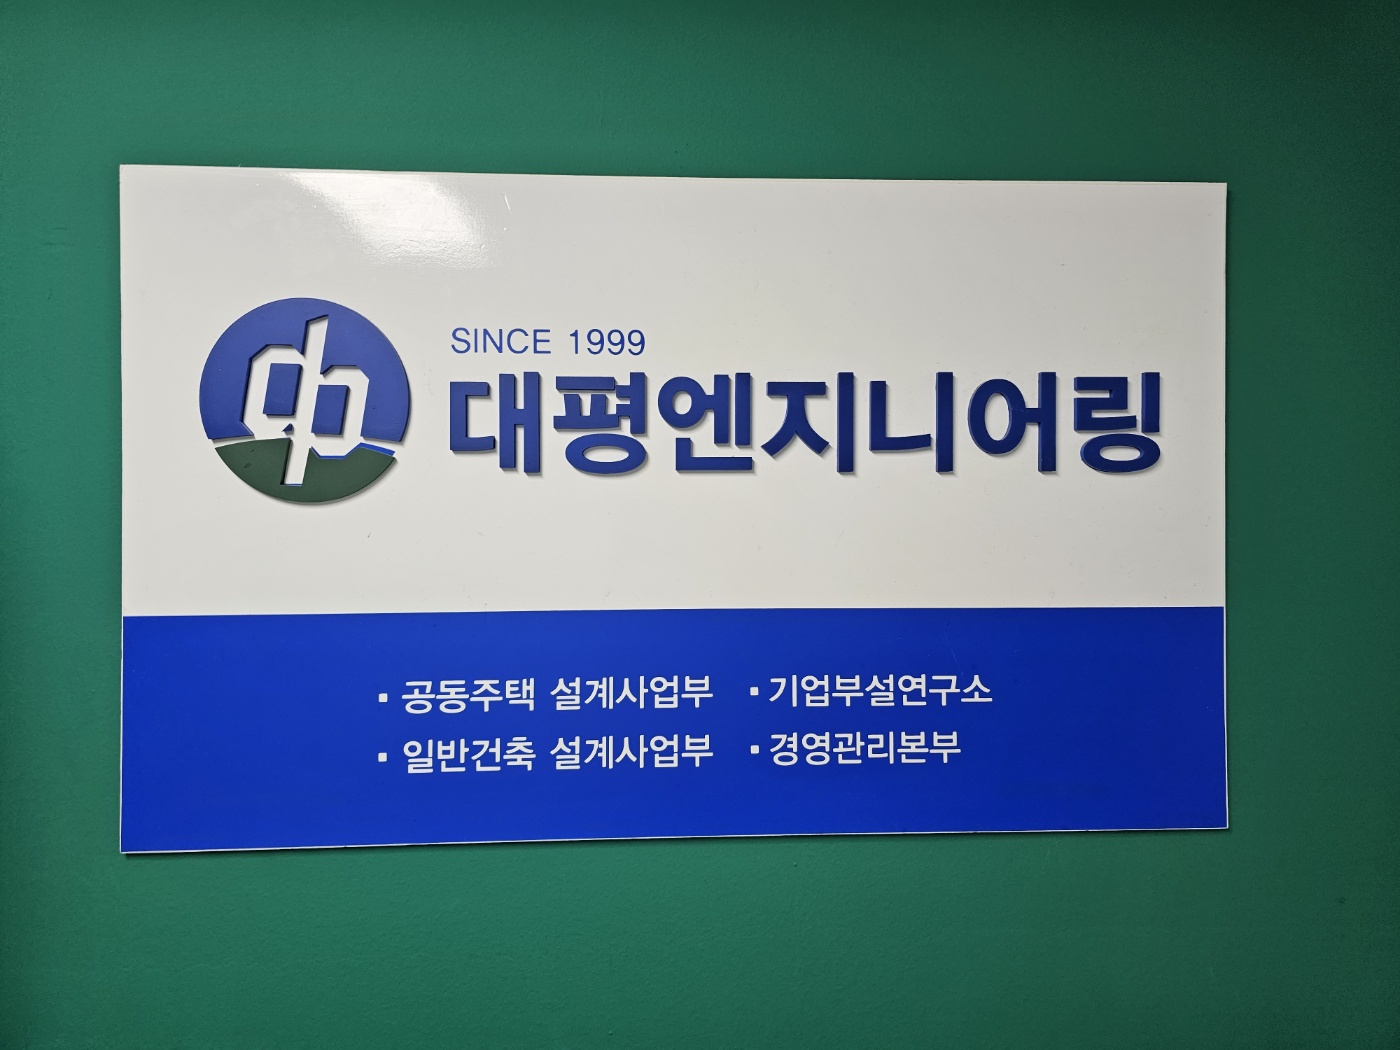 dp
SINCE 1999
대평엔지니어링
▪ 공동주택 설계사업부 ▪ 기업부설연구소
▪ 일반건축 설계사업부 ▪ 경영관리본부